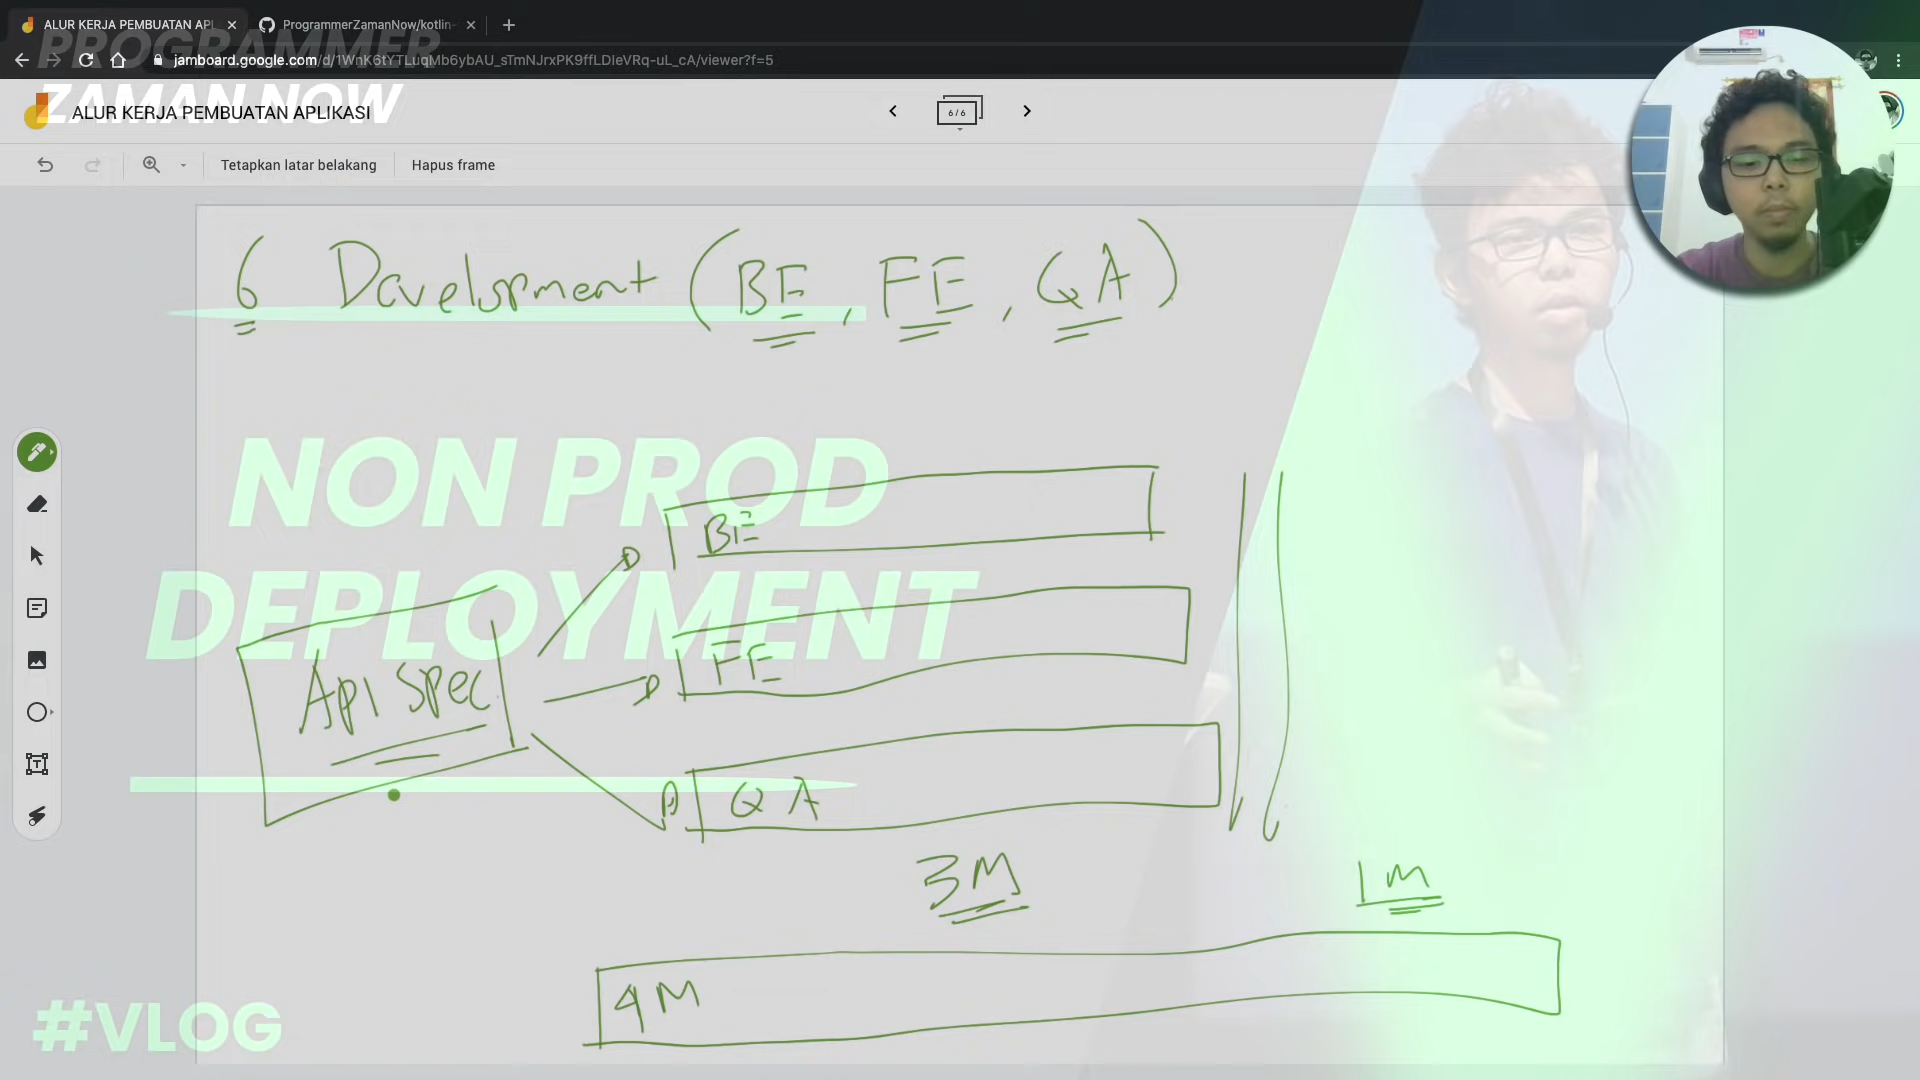 ALUR KERJA PEMBUATAN APL
ProgrammerZamanNow/kotlin-
PROGRAMMER
jamboard.google.com/d/1WnK6tYTLuqMb6ybAU_sTmNJrxPK9ffLDIeVRq-uL_cA/viewer?f=5
ZAMAN NOW
ALUR KERJA PEMBUATAN APLIKASI
6/6
Tetapkan latar belakang
Hapus frame
6 Development (BE, FE, QA)
NON PROD
DEPLOYMENT
BE
FE
Api Spec
QA
3M
1M
4M
#VLOG